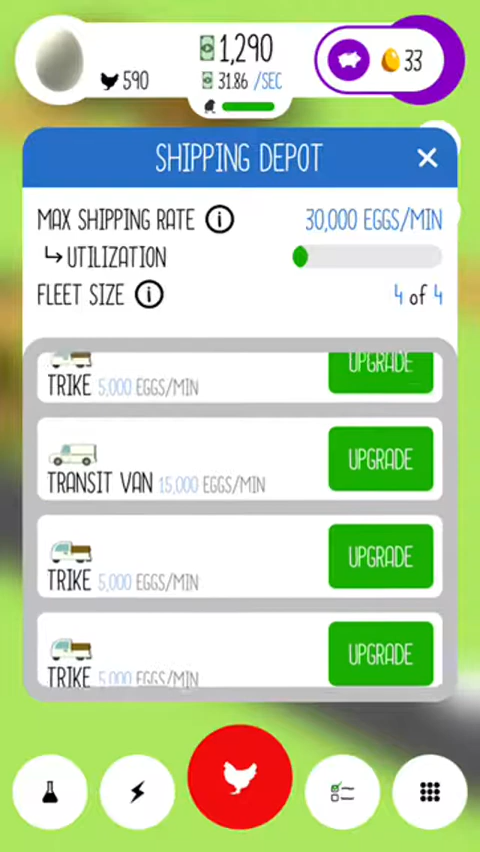 1,290
590
31.86 /SEC
33
SHIPPING DEPOT
MAX SHIPPING RATE i 30,000 EGGS/MIN
UTILIZATION
FLEET SIZE i 4 of 4
TRIKE 5,000 EGGS/MIN UPGRADE
TRANSIT VAN 15,000 EGGS/MIN UPGRADE
TRIKE 5,000 EGGS/MIN UPGRADE
TRIKE 5,000 EGGS/MIN UPGRADE